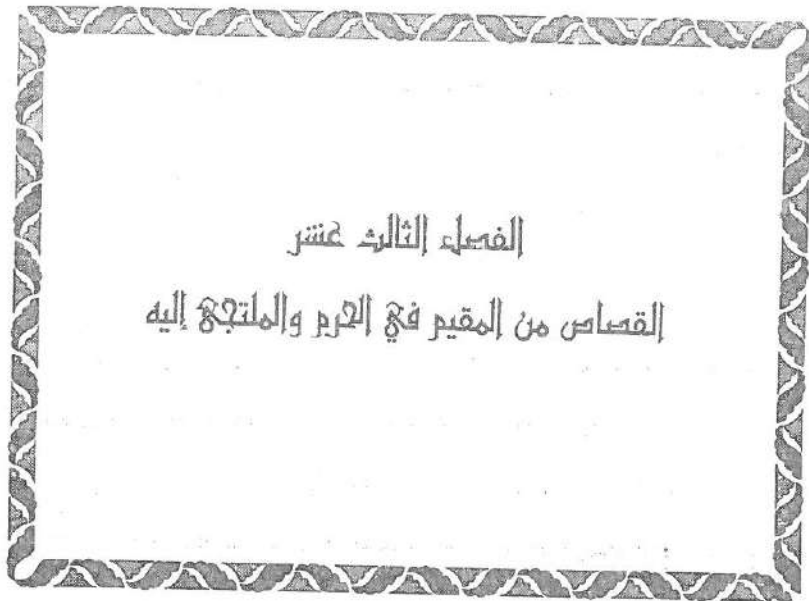 الفصل الثالث عشر
القصاص من المقيم في الحرم والملتجئ إليه